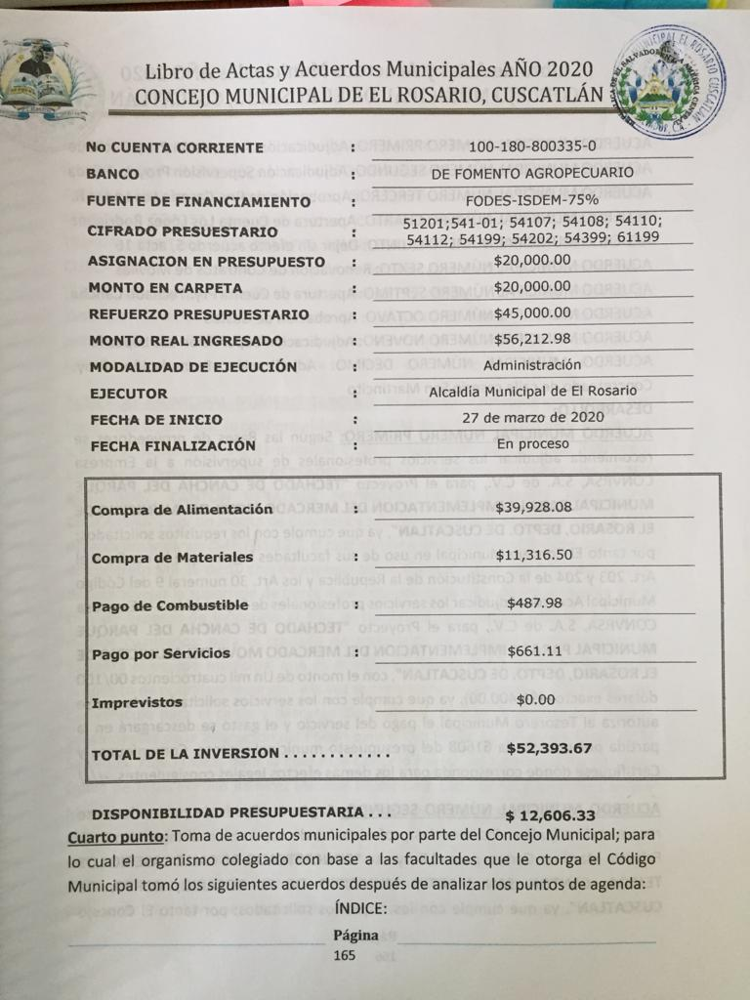 Libro de Actas y Acuerdos Municipales AÑO 2020
CONCEJO MUNICIPAL DE EL ROSARIO, CUSCATLÁN
No CUENTA CORRIENTE : 100-180-800335-0
BANCO : DE FOMENTO AGROPECUARIO
FUENTE DE FINANCIAMIENTO : FODES-ISDEM-75%
CIFRADO PRESUESTARIO : 51201;541-01; 54107; 54108; 54110;
54112; 54199; 54202; 54399; 61199
ASIGNACION EN PRESUPUESTO : $20,000.00
MONTO EN CARPETA : $20,000.00
REFUERZO PRESUPUESTARIO : $45,000.00
MONTO REAL INGRESADO : $56,212.98
MODALIDAD DE EJECUCIÓN : Administración
EJECUTOR : Alcaldía Municipal de El Rosario
FECHA DE INICIO : 27 de marzo de 2020
FECHA FINALIZACIÓN : En proceso
Compra de Alimentación : $39,928.08
Compra de Materiales : $11,316.50
Pago de Combustible : $487.98
Pago por Servicios : $661.11
Imprevistos $0.00
TOTAL DE LA INVERSION . . . . . . . . . . . . $52,393.67
DISPONIBILIDAD PRESUPUESTARIA . . . $ 12,606.33
Cuarto punto: Toma de acuerdos municipales por parte del Concejo Municipal; para
lo cual el organismo colegiado con base a las facultades que le otorga el Código
Municipal tomó los siguientes acuerdos después de analizar los puntos de agenda:
ÍNDICE:
Página
165